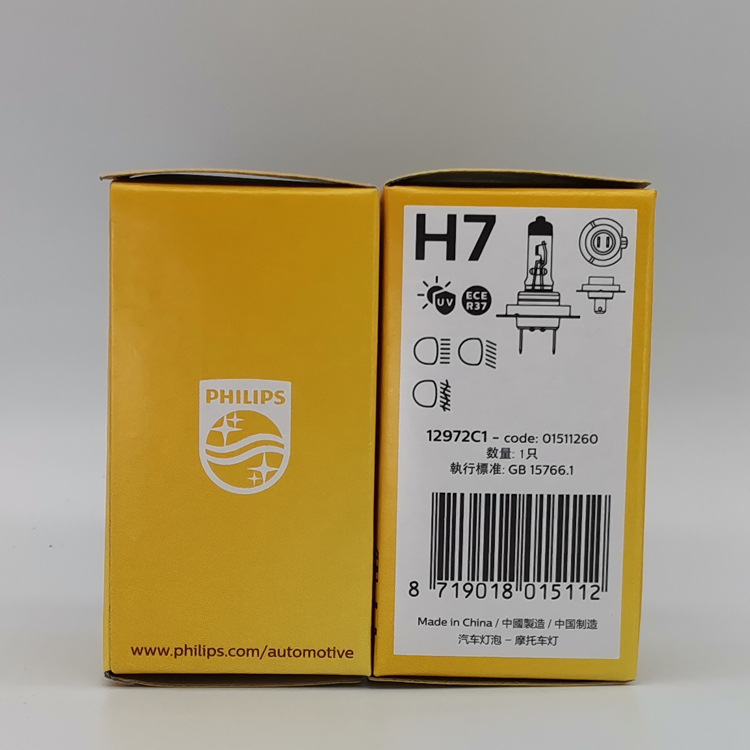 PHILIPS
www.philips.com/automotive
H7
UV
ECE
R37
12972C1 - code: 01511260
数量: 1只
執行標准: GB 15766.1
8 719018 015112
Made in China / 中國製造 / 中国制造
汽车灯泡 - 摩托车灯